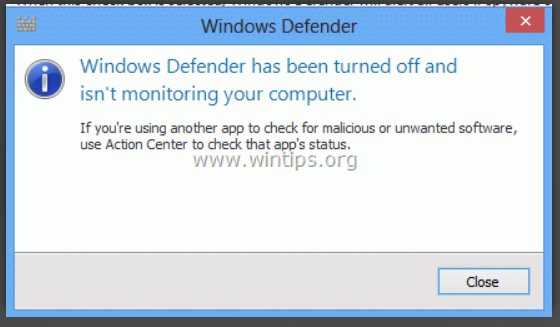 Windows Defender
Windows Defender has been turned off and
isn't monitoring your computer.
If you're using another app to check for malicious or unwanted software,
use Action Center to check that app's status.
www.wintips.org
Close